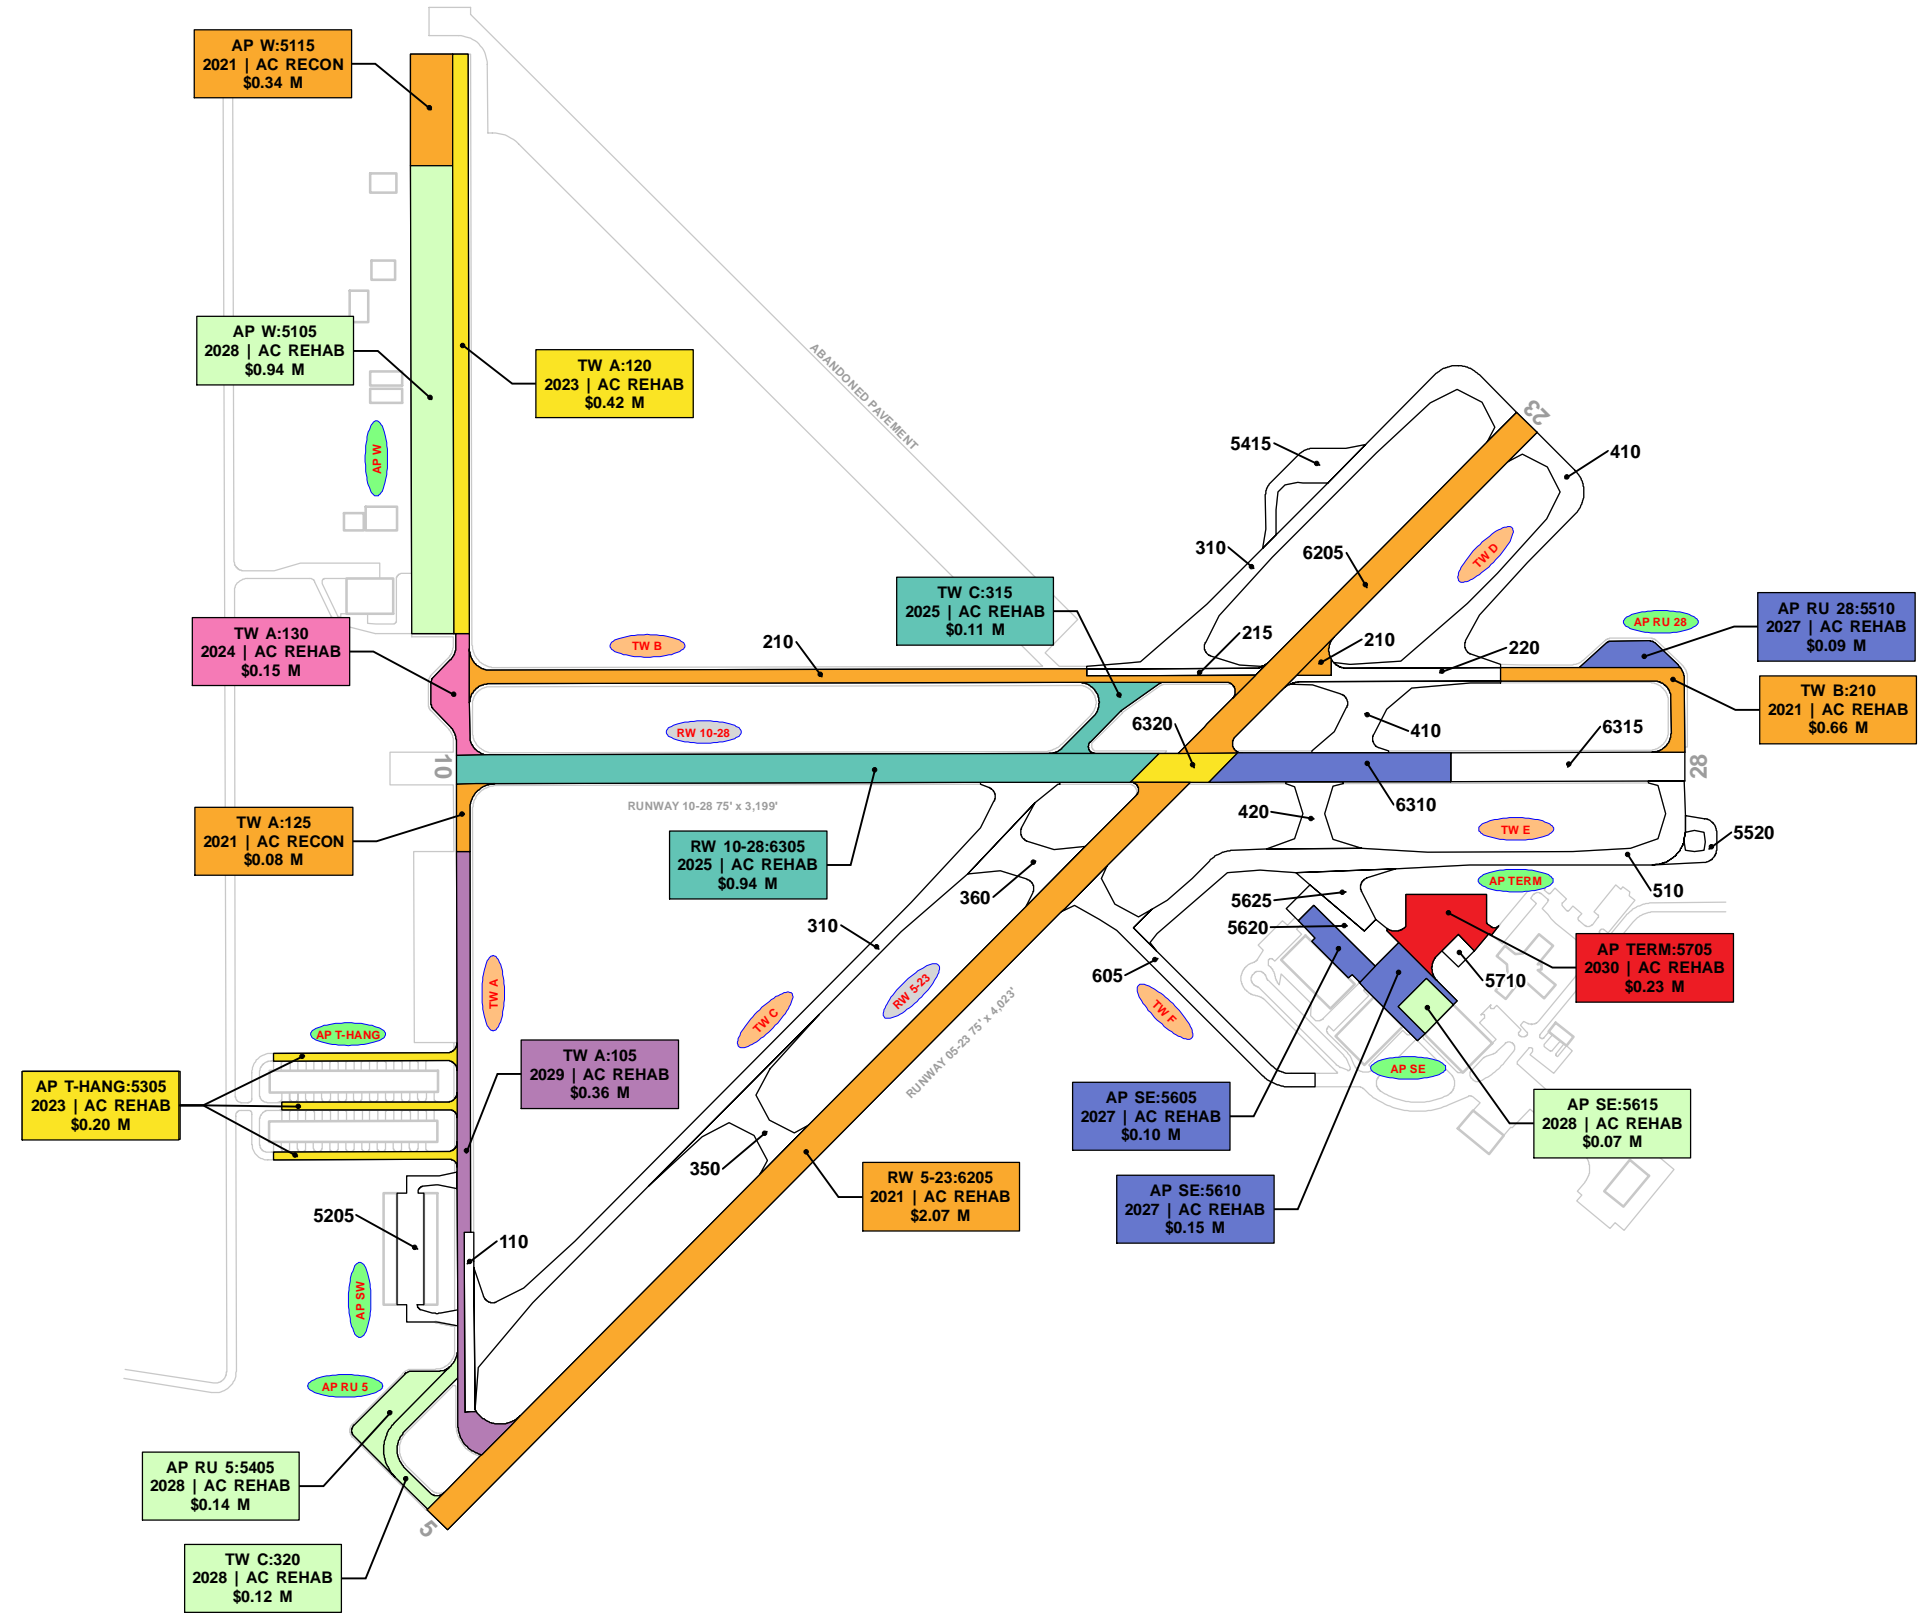 AP W:5115
2021 | AC RECON
$0.34 M
AP W:5105
2028 | AC REHAB
$0.94 M
TW A:120
2023 | AC REHAB
$0.42 M
ABANDONED PAVEMENT
AP W
23
5415
410
310
6205
TW D
TW C:315
2025 | AC REHAB
$0.11 M
AP RU 28:5510
2027 | AC REHAB
$0.09 M
AP RU 28
TW A:130
2024 | AC REHAB
$0.15 M
TW B
210
215
210
220
TW B:210
2021 | AC REHAB
$0.66 M
RW 10-28
6320
410
6315
10
28
RUNWAY 10-28 75' x 3,199'
6310
TW A:125
2021 | AC RECON
$0.08 M
420
TW E
5520
RW 10-28:6305
2025 | AC REHAB
$0.94 M
360
AP TERM
510
5625
5620
310
AP TERM:5705
2030 | AC REHAB
$0.23 M
605
5710
TW A
RW 5-23
TW C
TW F
RUNWAY 05-23 75' x 4,023'
AP T-HANG
TW A:105
2029 | AC REHAB
$0.36 M
AP SE
AP T-HANG:5305
2023 | AC REHAB
$0.20 M
AP SE:5605
2027 | AC REHAB
$0.10 M
AP SE:5615
2028 | AC REHAB
$0.07 M
350
RW 5-23:6205
2021 | AC REHAB
$2.07 M
AP SE:5610
2027 | AC REHAB
$0.15 M
5205
110
AP SW
AP RU 5
AP RU 5:5405
2028 | AC REHAB
$0.14 M
5
TW C:320
2028 | AC REHAB
$0.12 M